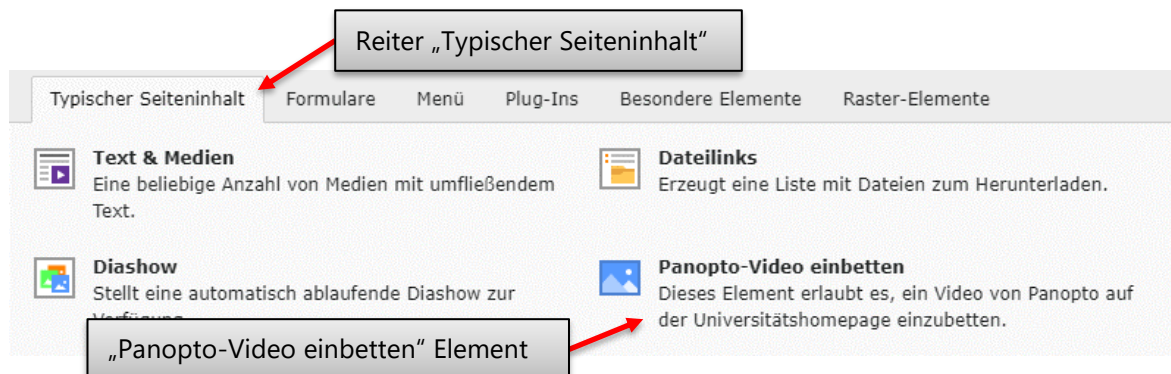 Reiter „Typischer Seiteninhalt“
Typischer Seiteninhalt Formulare Menü Plug-Ins Besondere Elemente Raster-Elemente
Text & Medien
Eine beliebige Anzahl von Medien mit umfließendem
Text.
Dateilinks
Erzeugt eine Liste mit Dateien zum Herunterladen.
Diashow
Stellt eine automatisch ablaufende Diashow zur
Panopto-Video einbetten
Dieses Element erlaubt es, ein Video von Panopto auf
der Universitätshomepage einzubetten.
„Panopto-Video einbetten“ Element